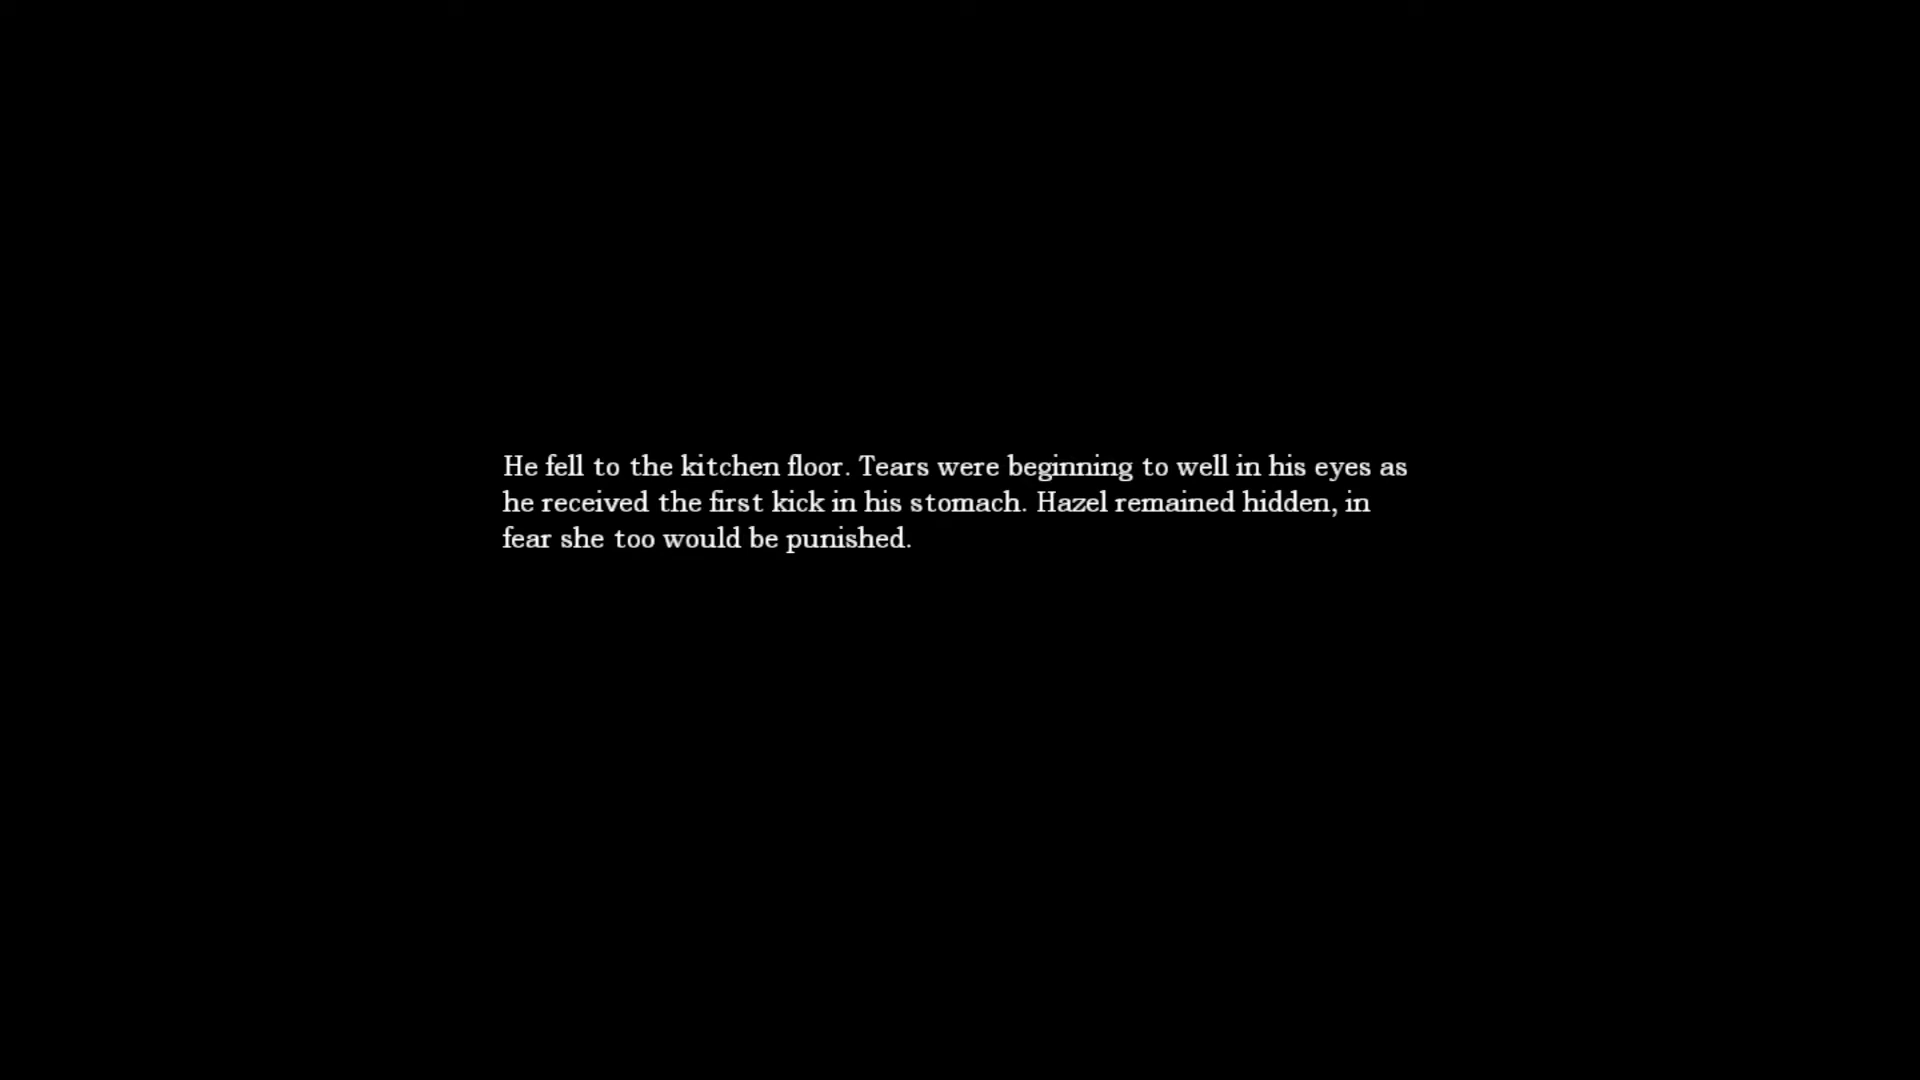 He fell to the kitchen floor. Tears were beginning to well in his eyes as
he received the first kick in his stomach. Hazel remained hidden, in
fear she too would be punished.